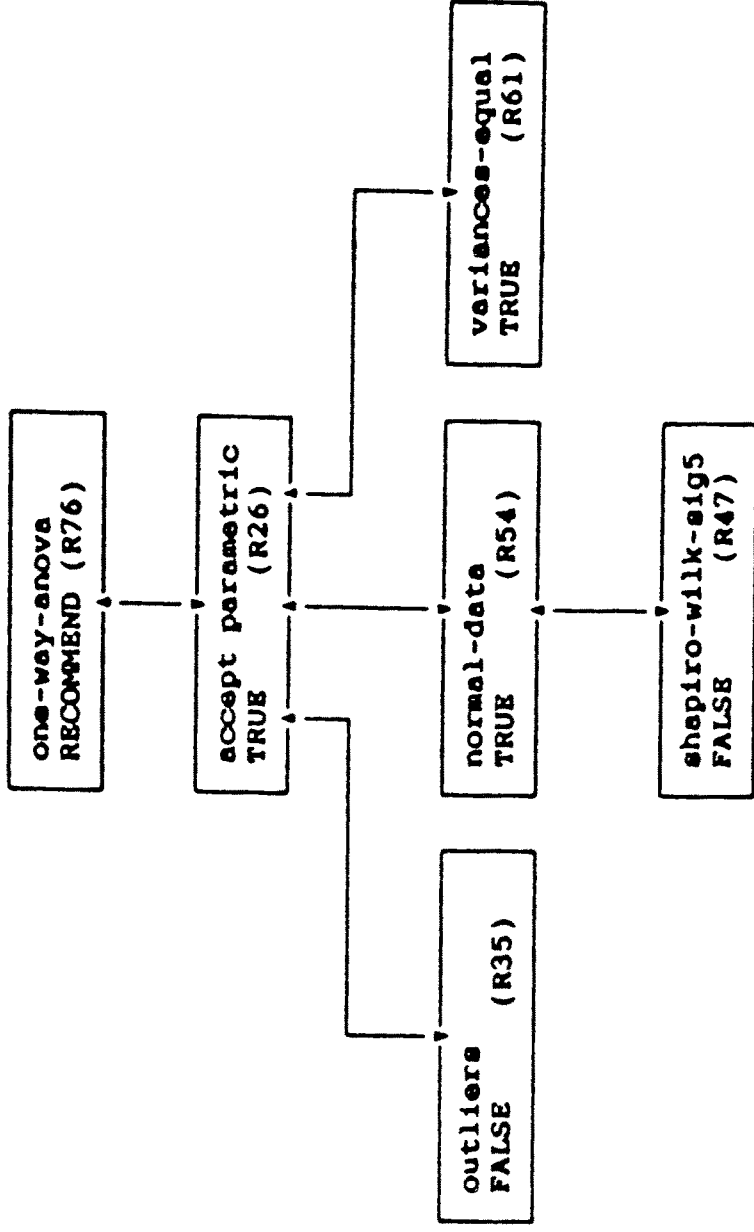 one-way-anova
RECOMMEND (R76)
accept parametric
TRUE (R26)
outliers
FALSE (R35)
normal-data
TRUE (R54)
variances-equal
TRUE (R61)
shapiro-wilk-sig5
FALSE (R47)